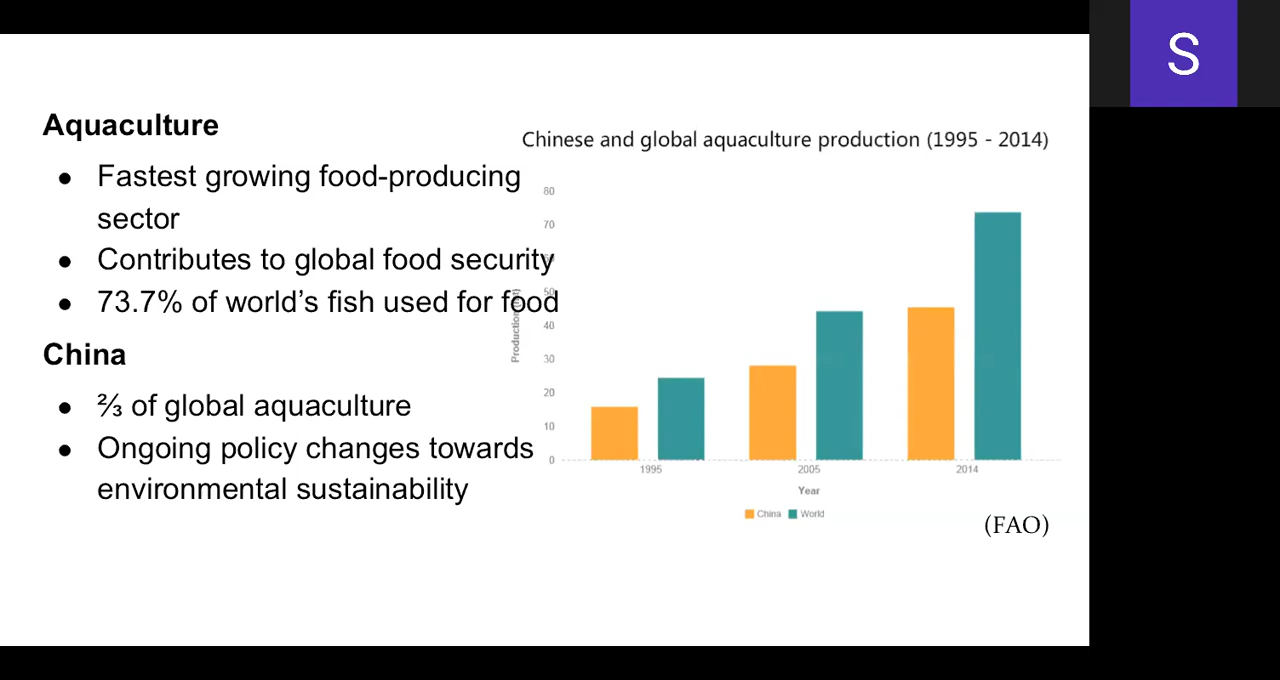 S
Aquaculture
● Fastest growing food-producing
sector
● Contributes to global food security
● 73.7% of world’s fish used for food
China
● ⅔ of global aquaculture
● Ongoing policy changes towards
environmental sustainability
Chinese and global aquaculture production (1995 - 2014)
80
70
50
40
30
20
10
0
1995 2005 2014
Year
China World
(FAO)